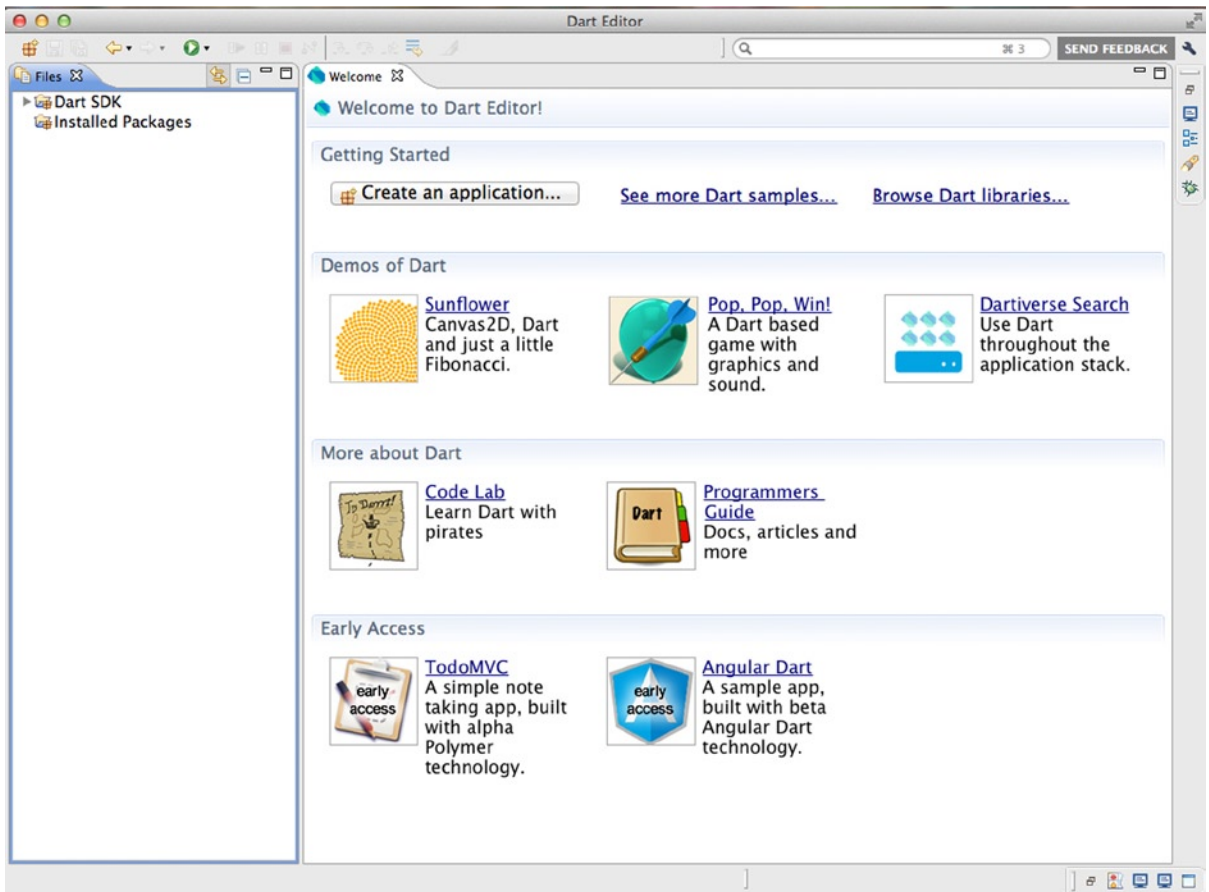 Dart Editor
⌘ 3
SEND FEEDBACK
Files
Welcome
Dart SDK
Installed Packages
Welcome to Dart Editor!
Getting Started
Create an application...
See more Dart samples...
Browse Dart libraries...
Demos of Dart
Sunflower
Canvas2D, Dart
and just a little
Fibonacci.
Pop, Pop, Win!
A Dart based
game with
graphics and
sound.
Dartiverse Search
Use Dart
throughout the
application stack.
More about Dart
Ty Darrrt!
Code Lab
Learn Dart with
pirates
Dart
Programmers
Guide
Docs, articles and
more
Early Access
early
access
TodoMVC
A simple note
taking app, built
with alpha
Polymer
technology.
early
access
Angular Dart
A sample app,
built with beta
Angular Dart
technology.